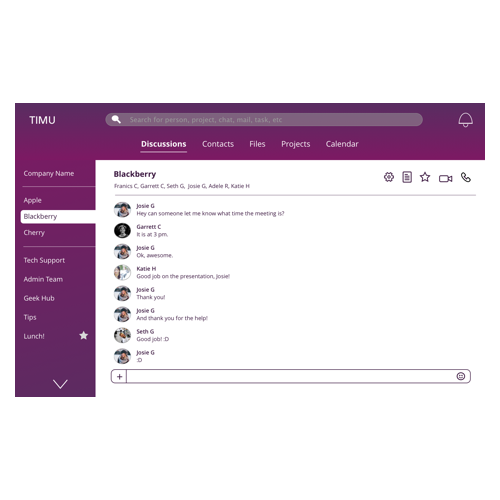 TIMU
Search for person, project, chat, mail, task, etc
Discussions Contacts Files Projects Calendar
Company Name
Apple
Blackberry
Cherry
Tech Support
Admin Team
Geek Hub
Tips
Lunch!
Blackberry
Franics C, Garrett C, Seth G, Josie G, Adele R, Katie H
Josie G
Hey can someone let me know what time the meeting is?
Garrett C
It is at 3 pm.
Josie G
Ok, awesome.
Katie H
Good job on the presentation, Josie!
Josie G
Thank you!
Josie G
And thank you for the help!
Seth G
Good job! :D
Josie G
:D